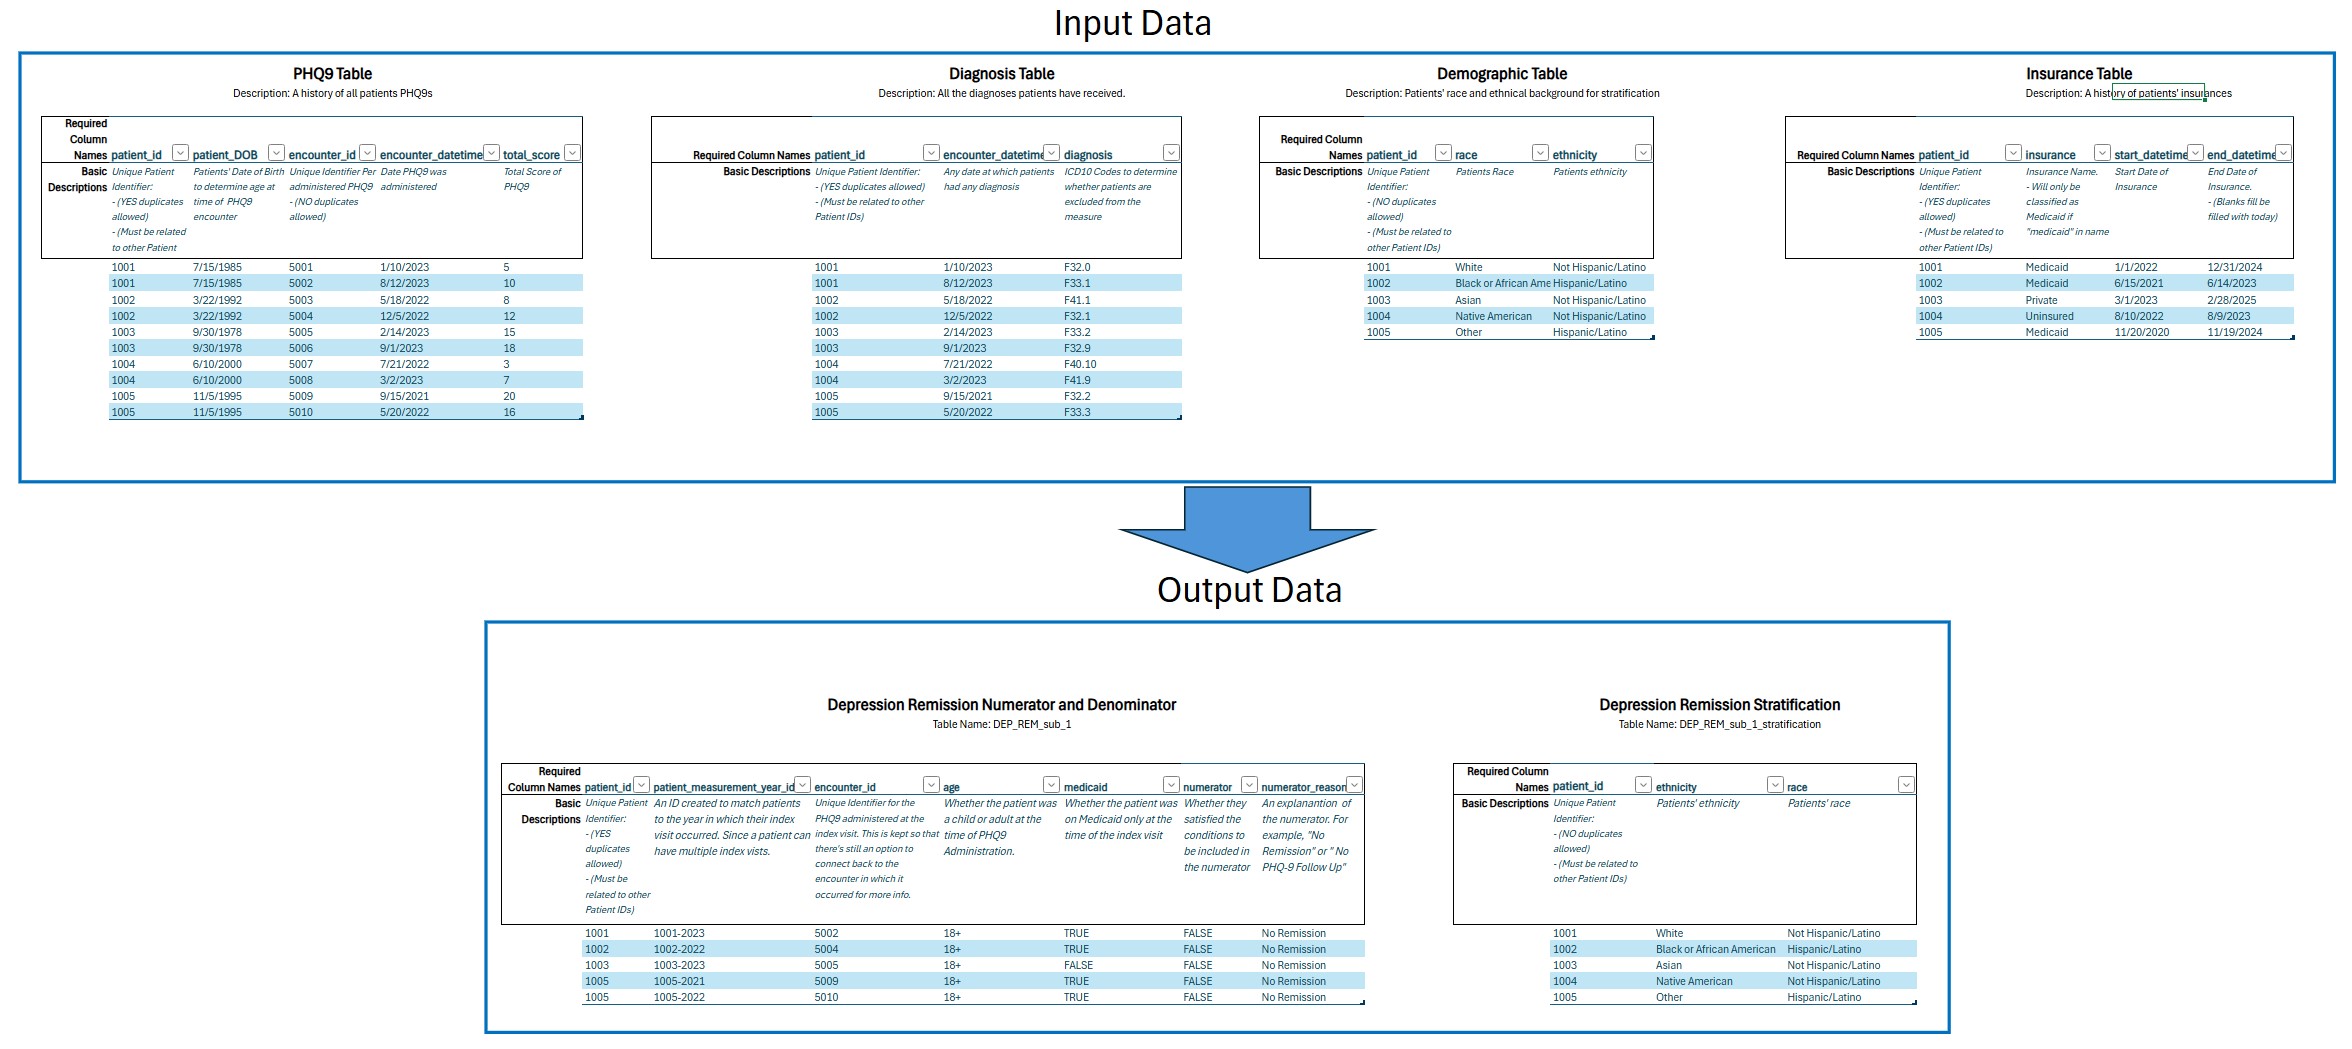 Input Data
PHQ9 Table
Description: A history of all patients PHQ9s
Required
Column
Names patient_id patient_DOB encounter_id encounter_datetime total_score
Basic
Descriptions
Unique Patient
Identifier:
- (YES duplicates
allowed)
- (Must be related
to other Patient
Patients' Date of Birth
to determine age at
time of PHQ9
encounter
Unique Identifier Per
administered PHQ9
- (NO duplicates
allowed)
Date PHQ9 was
administered
Total Score of
PHQ9
1001 7/15/1985 5001 1/10/2023 5
1001 7/15/1985 5002 8/12/2023 10
1002 3/22/1992 5003 5/18/2022 8
1002 3/22/1992 5004 12/5/2022 12
1003 9/30/1978 5005 2/14/2023 15
1003 9/30/1978 5006 9/1/2023 18
1004 6/10/2000 5007 7/21/2022 3
1004 6/10/2000 5008 3/2/2023 7
1005 11/5/1995 5009 9/15/2021 20
1005 11/5/1995 5010 5/20/2022 16
Diagnosis Table
Description: All the diagnoses patients have received.
Required Column Names patient_id encounter_datetime diagnosis
Basic Descriptions
Unique Patient Identifier:
- (YES duplicates allowed)
- (Must be related to other
Patient IDs)
Any date at which patients
had any diagnosis
ICD10 Codes to determine
whether patients are
excluded from the
measure
1001 1/10/2023 F32.0
1001 8/12/2023 F33.1
1002 5/18/2022 F41.1
1002 12/5/2022 F32.1
1003 2/14/2023 F33.2
1003 9/1/2023 F32.9
1004 7/21/2022 F40.10
1004 3/2/2023 F41.9
1005 9/15/2021 F32.2
1005 5/20/2022 F33.3
Demographic Table
Description: Patients' race and ethnical background for stratification
Required Column
Names patient_id race ethnicity
Basic Descriptions
Unique Patient
Identifier:
- (NO duplicates
allowed)
- (Must be related to
other Patient IDs)
Patients Race
Patients ethnicity
1001 White Not Hispanic/Latino
1002 Black or African Ame Hispanic/Latino
1003 Asian Not Hispanic/Latino
1004 Native American Not Hispanic/Latino
1005 Other Hispanic/Latino
Insurance Table
Description: A history of patients' insurances
Required Column Names patient_id insurance start_datetime end_datetime
Basic Descriptions
Unique Patient
Identifier:
- (YES duplicates
allowed)
- (Must be related to
other Patient IDs)
Insurance Name.
- Will only be
classified as
Medicaid if
"medicaid" in name
Start Date of
Insurance
End Date of
Insurance.
- (Blanks fill be
filled with today)
1001 Medicaid 1/1/2022 12/31/2024
1002 Medicaid 6/15/2021 6/14/2023
1003 Private 3/1/2023 2/28/2025
1004 Uninsured 8/10/2022 8/9/2023
1005 Medicaid 11/20/2020 11/19/2024
Output Data
Depression Remission Numerator and Denominator
Table Name: DEP_REM_sub_1
Required
Column Names patient_id patient_measurement_year_id encounter_id age medicaid numerator numerator_reason
Basic
Descriptions
Unique Patient
Identifier:
- (YES
duplicates
allowed)
- (Must be
related to other
Patient IDs)
An ID created to match patients
to the year in which their index
visit occurred. Since a patient can
have multiple index vists.
Unique Identifier for the
PHQ9 administered at the
index visit. This is kept so that
there's still an option to
connect back to the
encounter in which it
occurred for more info.
Whether the patient was
a child or adult at the
time of PHQ9
Administration.
Whether the patient was
on Medicaid only at the
time of the index visit
Whether they
satisfied the
conditions to
be included in
the numerator
An explanantion of
the numerator. For
example, "No
Remission" or " No
PHQ-9 Follow Up"
1001 1001-2023 5002 18+ TRUE FALSE No Remission
1002 1002-2022 5004 18+ TRUE FALSE No Remission
1003 1003-2023 5005 18+ FALSE FALSE No Remission
1005 1005-2021 5009 18+ TRUE FALSE No Remission
1005 1005-2022 5010 18+ TRUE FALSE No Remission
Depression Remission Stratification
Table Name: DEP_REM_sub_1_stratification
Required Column
Names patient_id ethnicity race
Basic Descriptions
Unique Patient
Identifier:
- (NO duplicates
allowed)
- (Must be related to
other Patient IDs)
Patients' ethnicity
Patients' race
1001 White Not Hispanic/Latino
1002 Black or African American Hispanic/Latino
1003 Asian Not Hispanic/Latino
1004 Native American Not Hispanic/Latino
1005 Other Hispanic/Latino